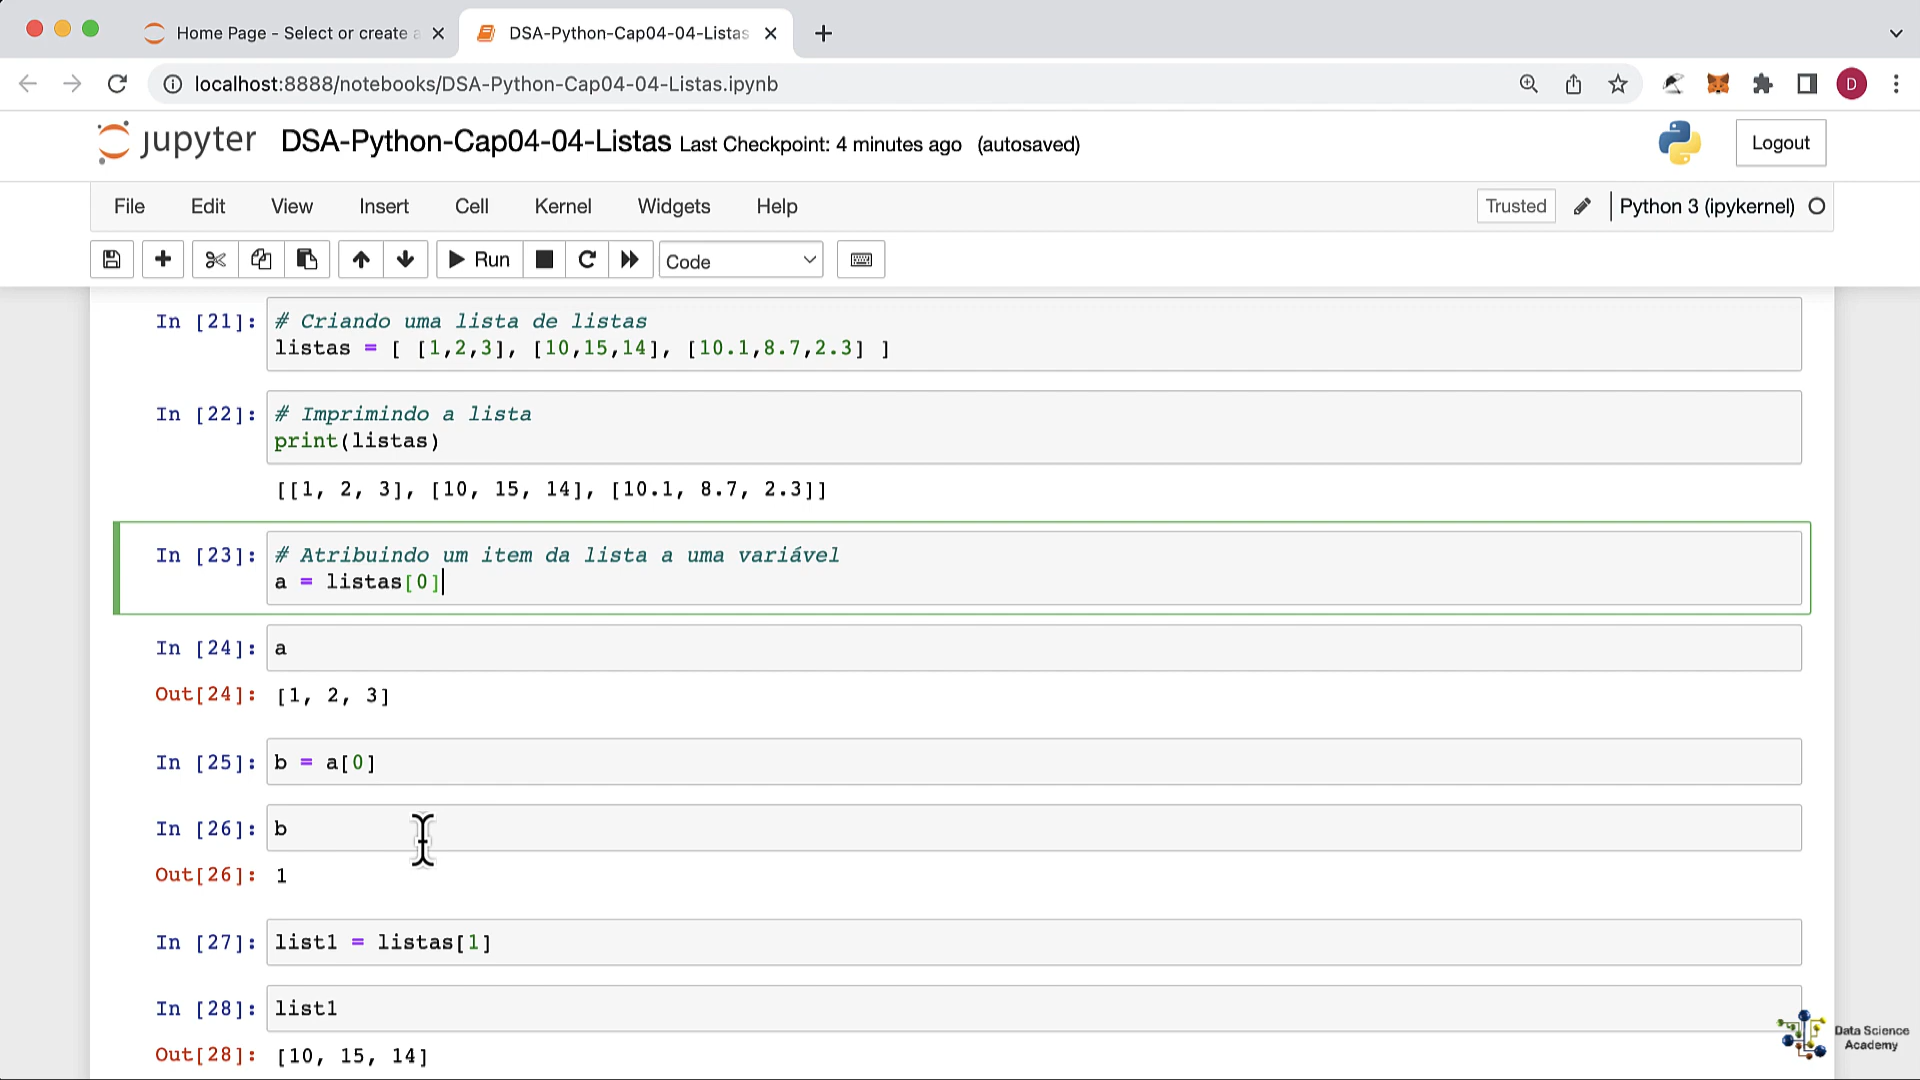 Home Page - Select or create a
DSA-Python-Cap04-04-Listas
localhost:8888/notebooks/DSA-Python-Cap04-04-Listas.ipynb
D
jupyter DSA-Python-Cap04-04-Listas Last Checkpoint: 4 minutes ago (autosaved)
Logout
File Edit View Insert Cell Kernel Widgets Help
Trusted Python 3 (ipykernel)
Run Code
In [21]: # Criando uma lista de listas
listas = [ [1,2,3], [10,15,14], [10.1,8.7,2.3] ]
In [22]: # Imprimindo a lista
print(listas)
[[1, 2, 3], [10, 15, 14], [10.1, 8.7, 2.3]]
In [23]: # Atribuindo um item da lista a uma variável
a = listas[0]
In [24]: a
Out[24]: [1, 2, 3]
In [25]: b = a[0]
In [26]: b
Out[26]: 1
In [27]: list1 = listas[1]
In [28]: list1
Out[28]: [10, 15, 14]
Data Science
Academy